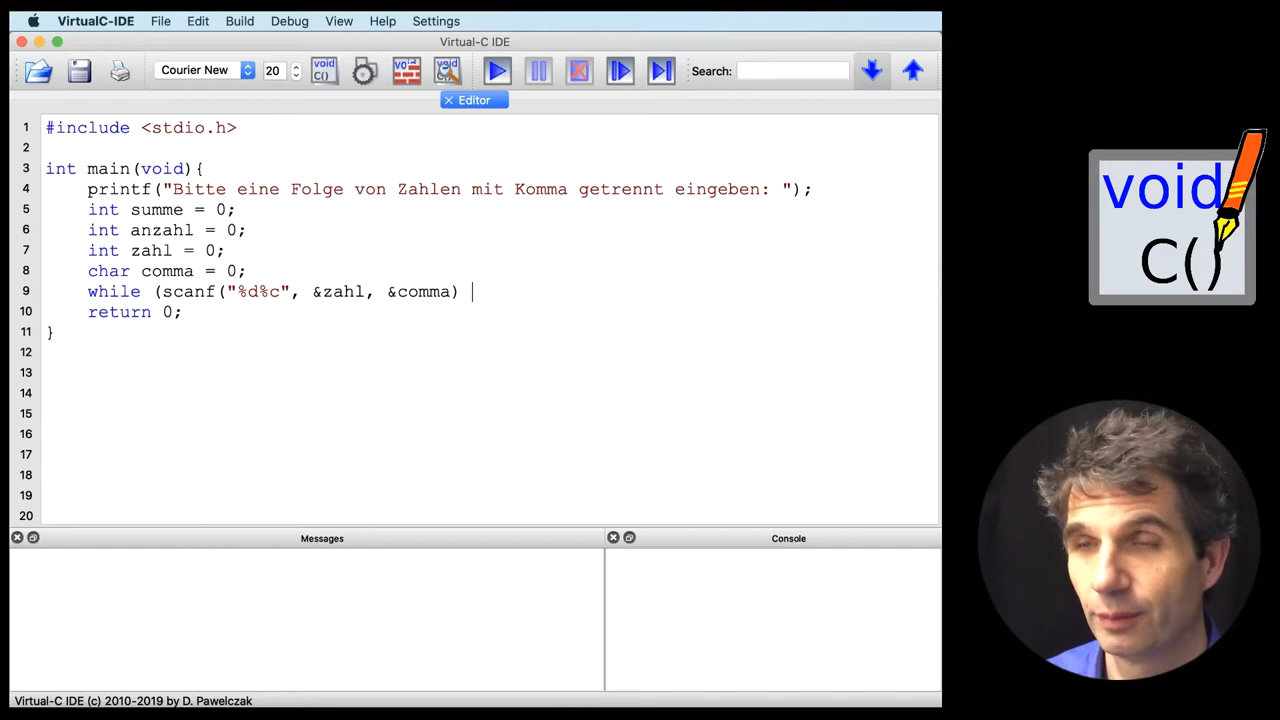 VirtualC-IDE File Edit Build Debug View Help Settings
Virtual-C IDE
Courier New 20 void C() void void C() Search:
Editor
1 #include <stdio.h>
2
3 int main(void){
4 printf("Bitte eine Folge von Zahlen mit Komma getrennt eingeben: ");
5 int summe = 0;
6 int anzahl = 0;
7 int zahl = 0;
8 char comma = 0;
9 while (scanf("%d%c", &zahl, &comma)
10 return 0;
11 }
12
13
14
15
16
17
18
19
20
Messages Console
Virtual-C IDE (c) 2010-2019 by D. Pawelczak
void
C()